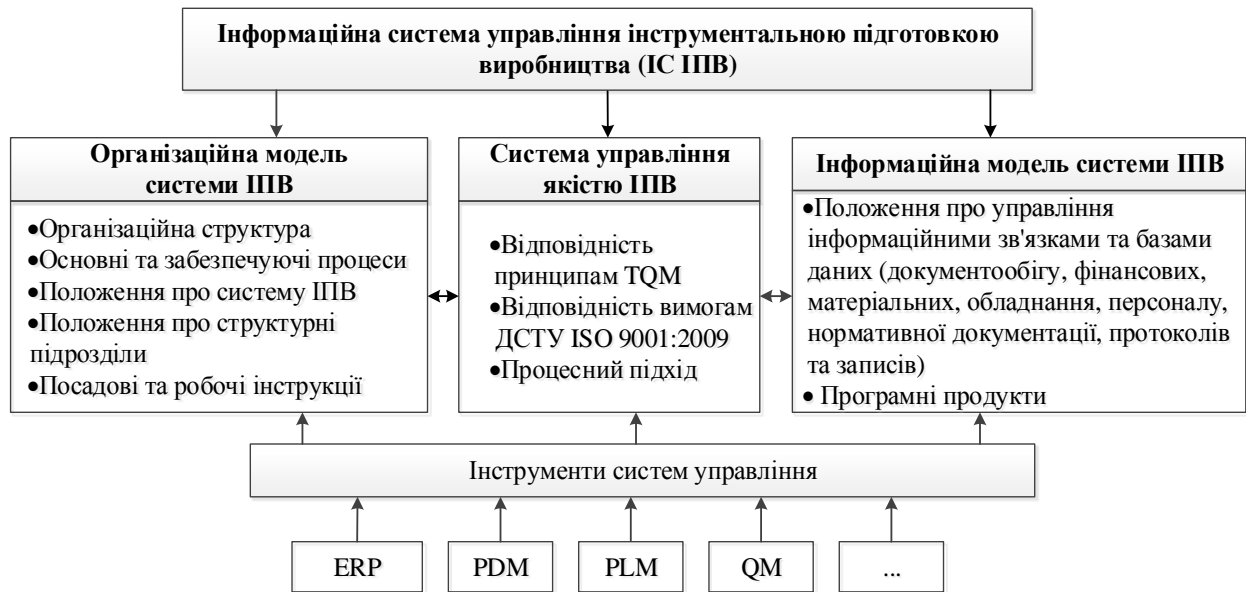 Інформаційна система управління інструментальною підготовкою
виробництва (ІС ІПВ)
Організаційна модель
системи ІПВ
•Організаційна структура
•Основні та забезпечуючі процеси
•Положення про систему ІПВ
•Положення про структурні
підрозділи
•Посадові та робочі інструкції
Система управління
якістю ІПВ
•Відповідність
принципам TQM
•Відповідність вимогам
ДСТУ ISO 9001:2009
•Процесний підхід
Інформаційна модель системи ІПВ
•Положення про управління
інформаційними зв'язками та базами
даних (документообігу, фінансових,
матеріальних, обладнання, персоналу,
нормативної документації, протоколів
та записів)
• Програмні продукти
Інструменти систем управління
ERP
PDM
PLM
QM
...